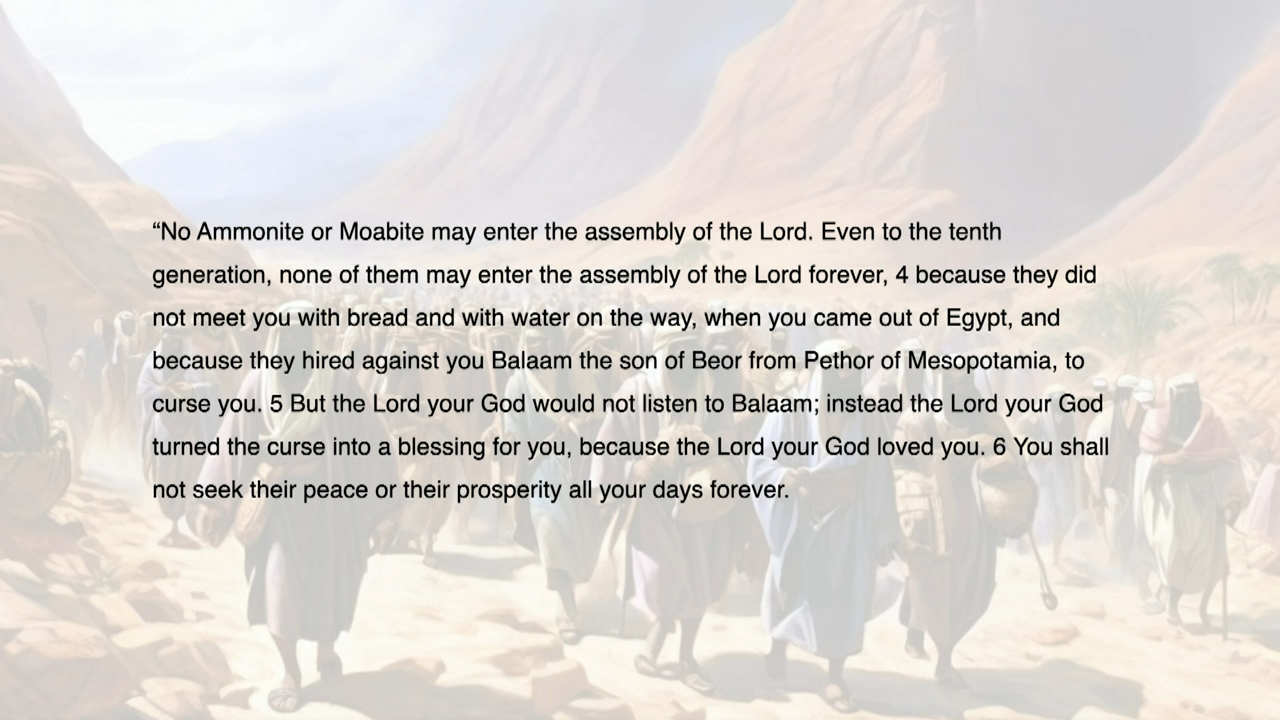 “No Ammonite or Moabite may enter the assembly of the Lord. Even to the tenth
generation, none of them may enter the assembly of the Lord forever, 4 because they did
not meet you with bread and with water on the way, when you came out of Egypt, and
because they hired against you Balaam the son of Beor from Pethor of Mesopotamia, to
curse you. 5 But the Lord your God would not listen to Balaam; instead the Lord your God
turned the curse into a blessing for you, because the Lord your God loved you. 6 You shall
not seek their peace or their prosperity all your days forever.